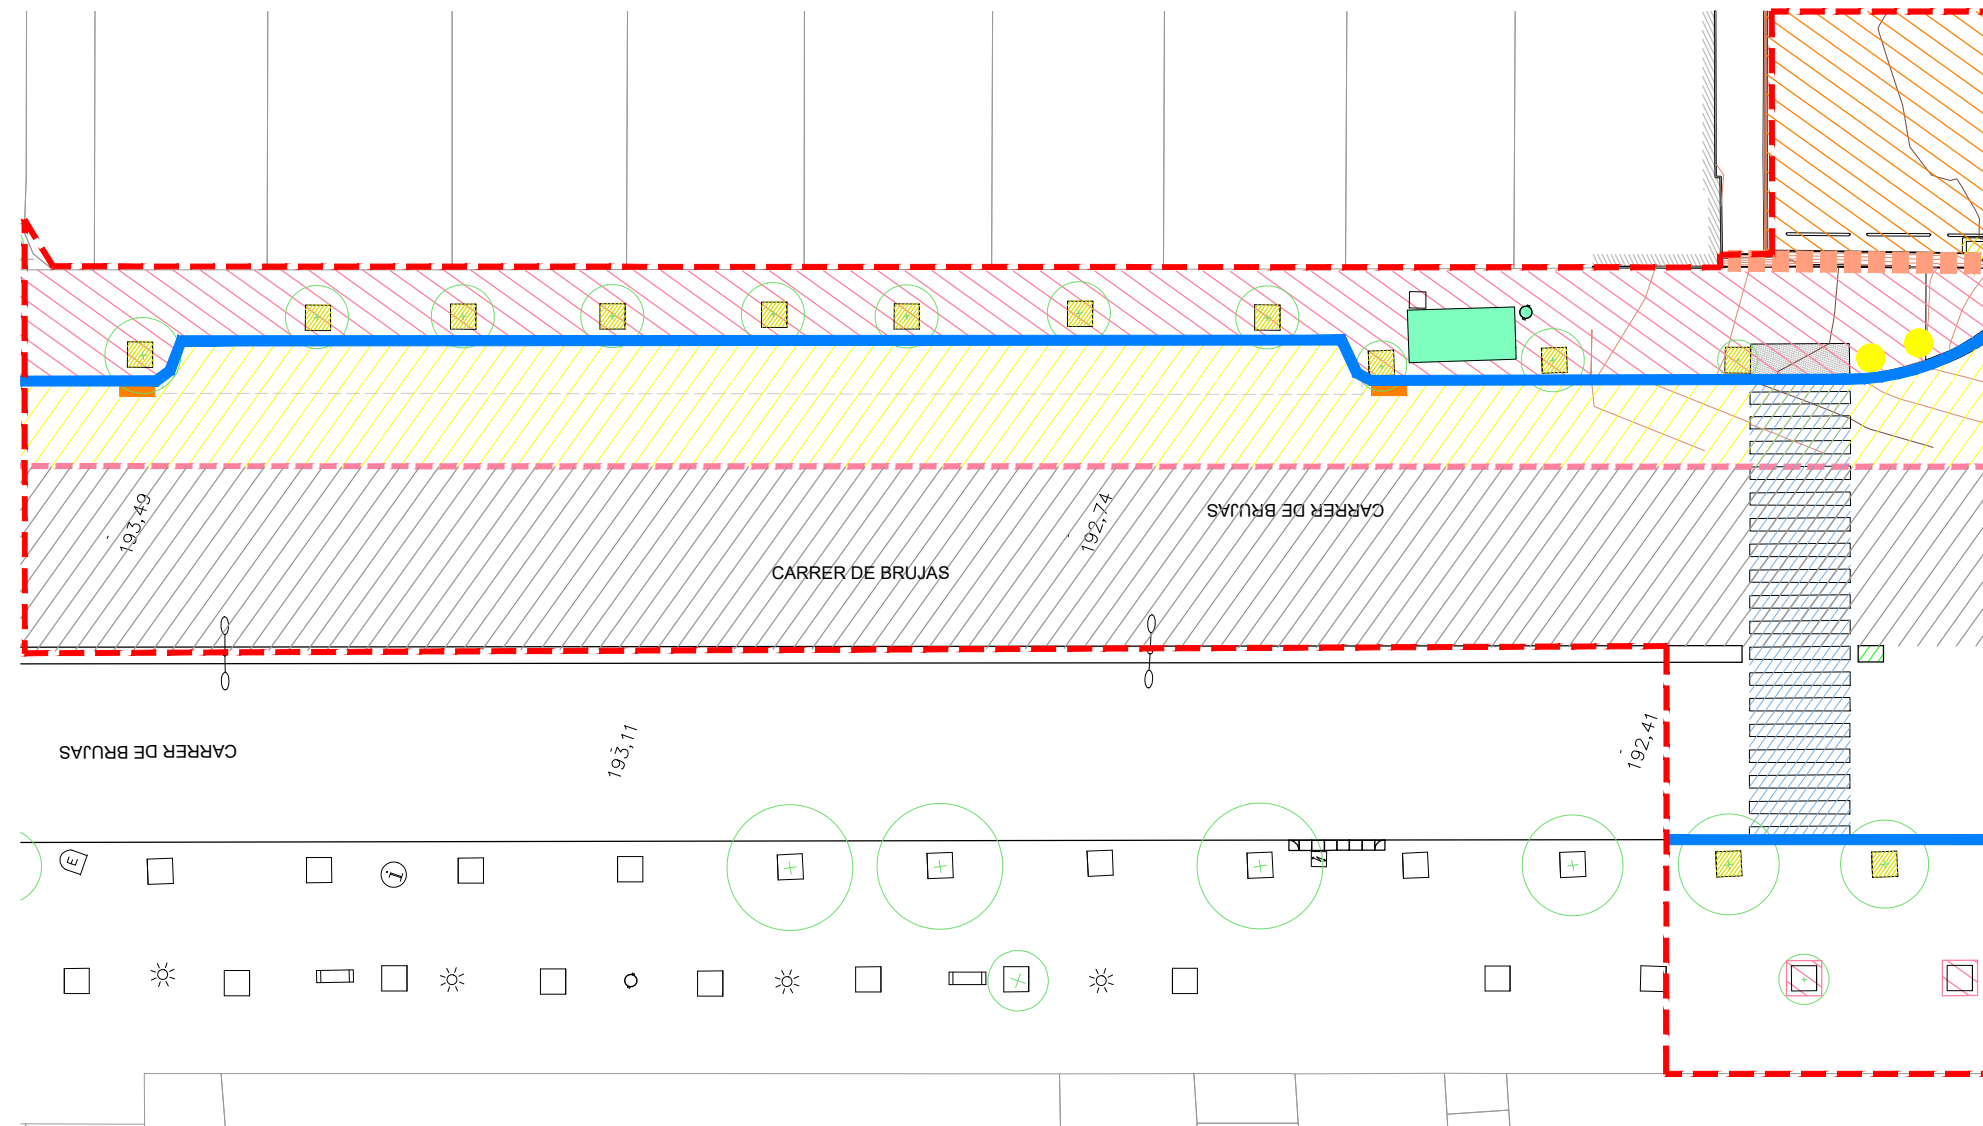 193,49
192,74
CARRER DE BRUJAS
CARRER DE BRUJAS
193,11
192,41
CARRER DE BRUJAS
E
i